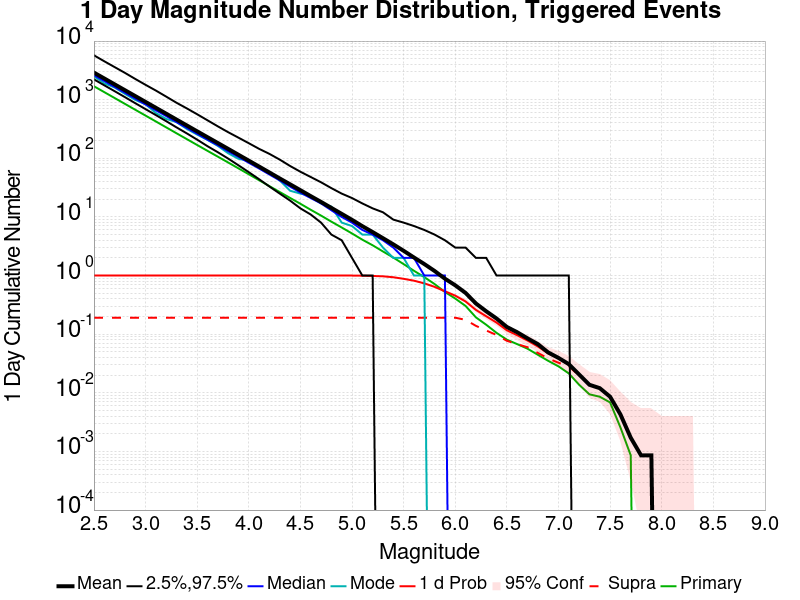 1 Day Magnitude Number Distribution, Triggered Events
1 Day Cumulative Number
10^4
10^3
10^2
10^1
10^0
10^-1
10^-2
10^-3
10^-4
2.5 3.0 3.5 4.0 4.5 5.0 5.5 6.0 6.5 7.0 7.5 8.0 8.5 9.0
Magnitude
Mean 2.5%,97.5% Median Mode 1 d Prob 95% Conf Supra Primary